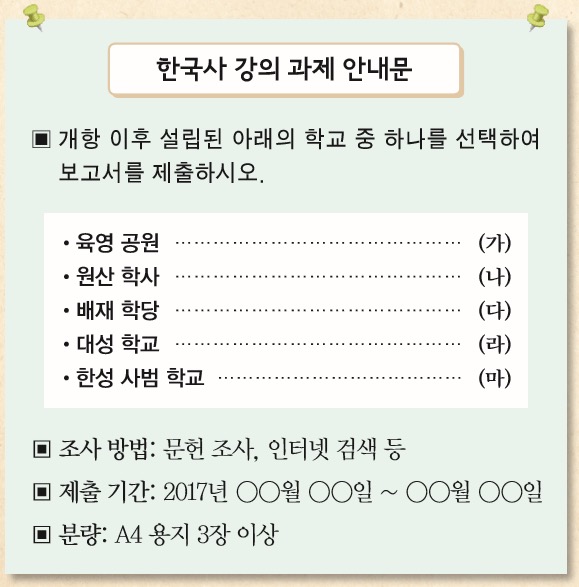 한국사 강의 과제 안내문
▣ 개항 이후 설립된 아래의 학교 중 하나를 선택하여
보고서를 제출하시오.
• 육영 공원 ………………………………………… (가)
• 원산 학사 ………………………………………… (나)
• 배재 학당 ………………………………………… (다)
• 대성 학교 ………………………………………… (라)
• 한성 사범 학교 ………………………………… (마)
▣ 조사 방법: 문헌 조사, 인터넷 검색 등
▣ 제출 기간: 2017년 ○○월 ○○일 ~ ○○월 ○○일
▣ 분량: A4 용지 3장 이상